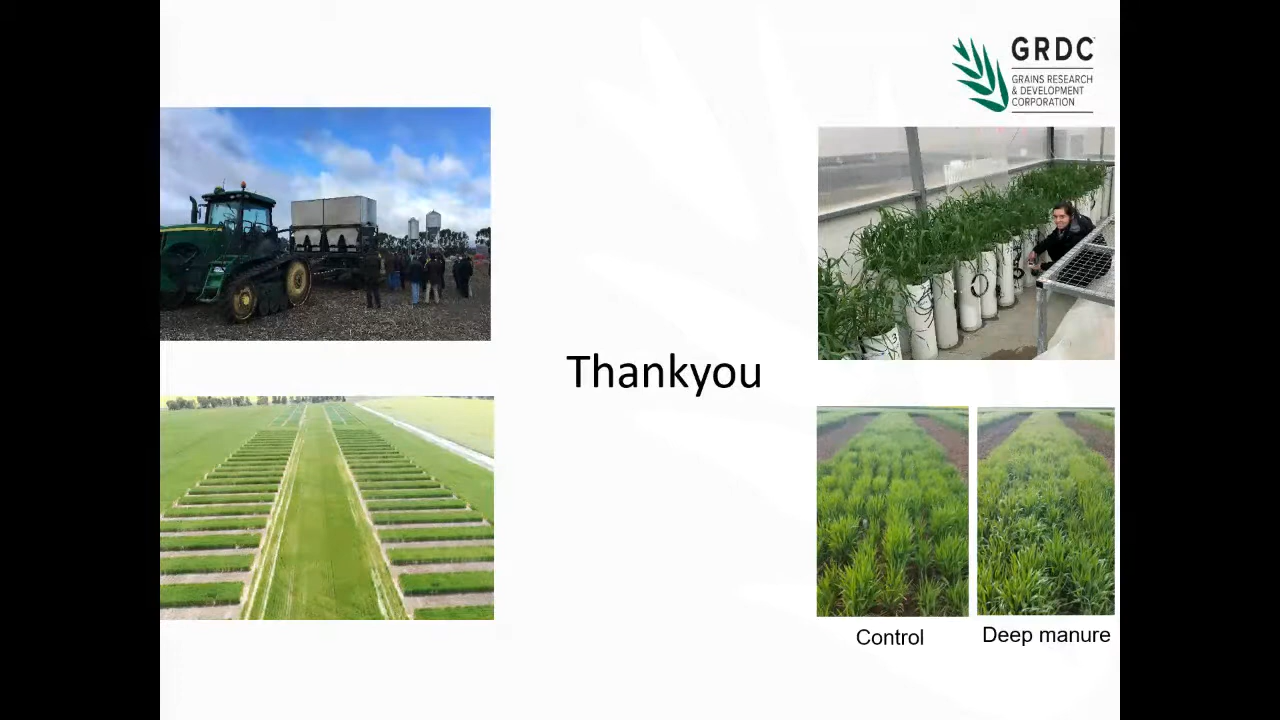 GRDC
GRAINS RESEARCH
& DEVELOPMENT
CORPORATION
Thankyou
Control
Deep manure